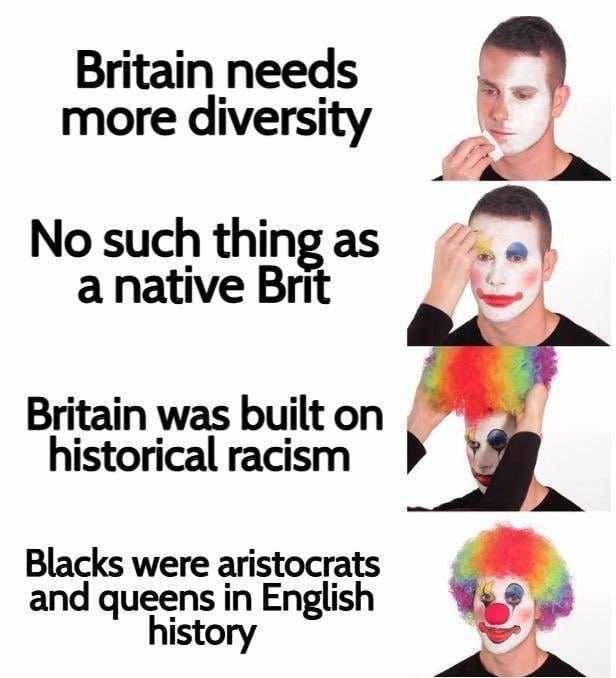 Britain needs
more diversity
No such thing as
a native Brit
Britain was built on
historical racism
Blacks were aristocrats
and queens in English
history